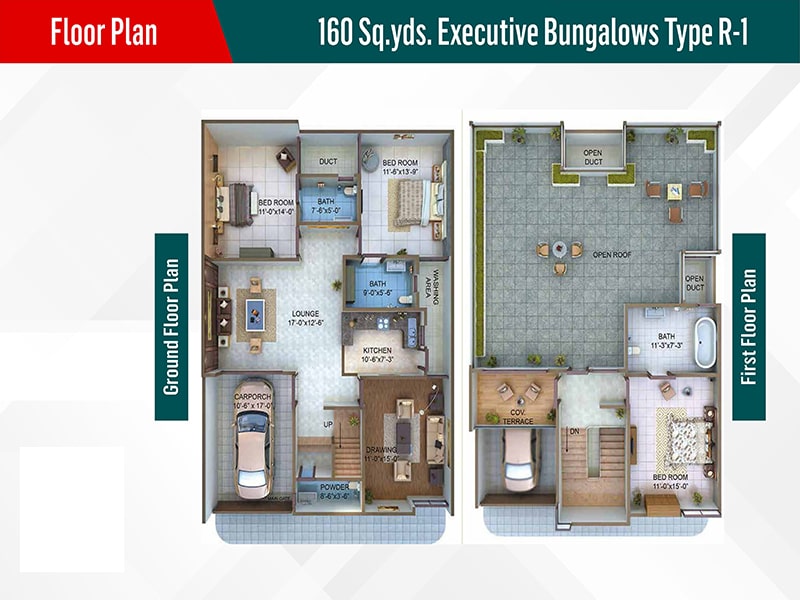 Floor Plan
160 Sq.yds. Executive Bungalows Type R-1
Ground Floor Plan
DUCT
BED ROOM
11'-6"x13'-9"
BATH
7'-6"x5'-0"
BED ROOM
11'-0"x14'-0"
BATH
9'-0"x5'-6"
WASHING
AREA
LOUNGE
17'-0"x12'-6"
KITCHEN
10'-6"x7'-3"
CARPORCH
10'-6" x 17'-0"
UP
DRAWING
11'-0"x15'-0"
POWDER
8'-6"x3'-6"
MAIN GATE
OPEN
DUCT
OPEN ROOF
OPEN
DUCT
BATH
11'-3"x7'-3"
COV.
TERRACE
DN
BED ROOM
11'-0"x15'-0"
First Floor Plan